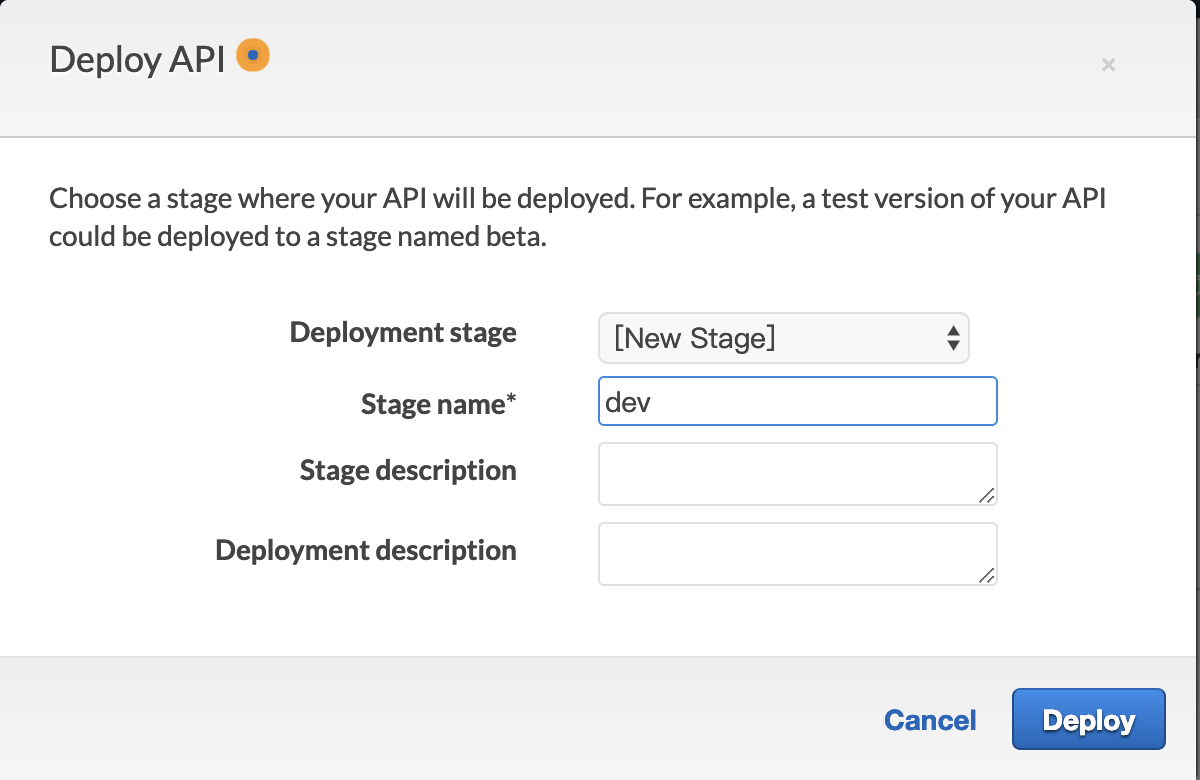 Deploy API
×
Choose a stage where your API will be deployed. For example, a test version of your API
could be deployed to a stage named beta.
Deployment stage [New Stage]
Stage name* dev
Stage description
Deployment description
Cancel Deploy